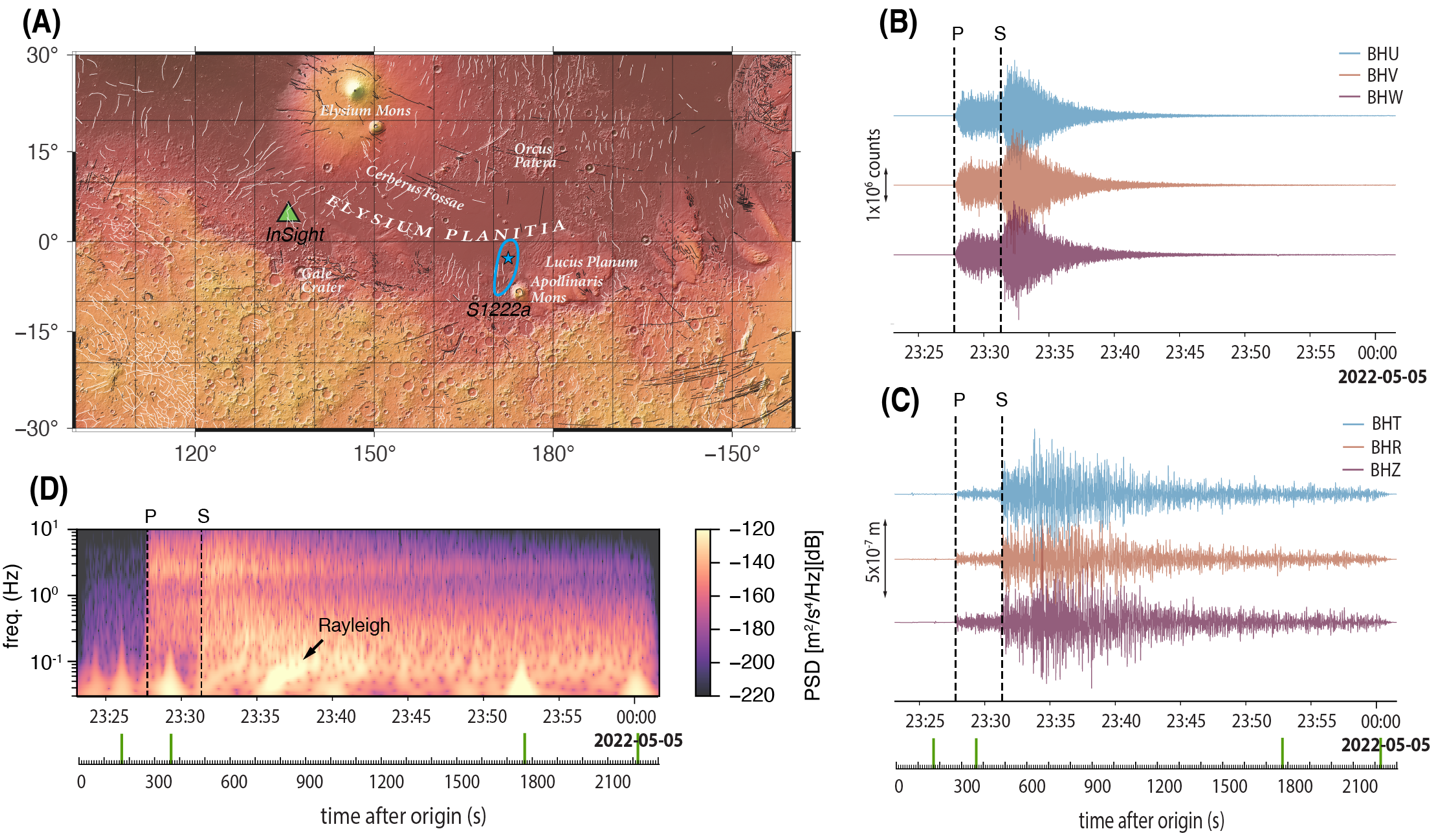 (A)
30°
15°
0°
−15°
−30°
120°
150°
180°
−150°
Elysium Mons
Orcus
Patera
Cerberus Fossae
ELYSIUM PLANITIA
InSight
Gale
Crater
Lucus Planum
Apollinaris
Mons
S1222a
(B)
P
S
BHU
BHV
BHW
1x10⁶ counts
23:25
23:30
23:35
23:40
23:45
23:50
23:55
00:00
2022-05-05
(C)
P
S
BHT
BHR
BHZ
5x10⁻⁷ m
23:25
23:30
23:35
23:40
23:45
23:50
23:55
00:00
2022-05-05
0
300
600
900
1200
1500
1800
2100
time after origin (s)
(D)
P
S
10¹
10⁰
10⁻¹
freq. (Hz)
Rayleigh
−120
−140
−160
−180
−200
−220
PSD [m²/s⁴/Hz][dB]
23:25
23:30
23:35
23:40
23:45
23:50
23:55
00:00
2022-05-05
0
300
600
900
1200
1500
1800
2100
time after origin (s)